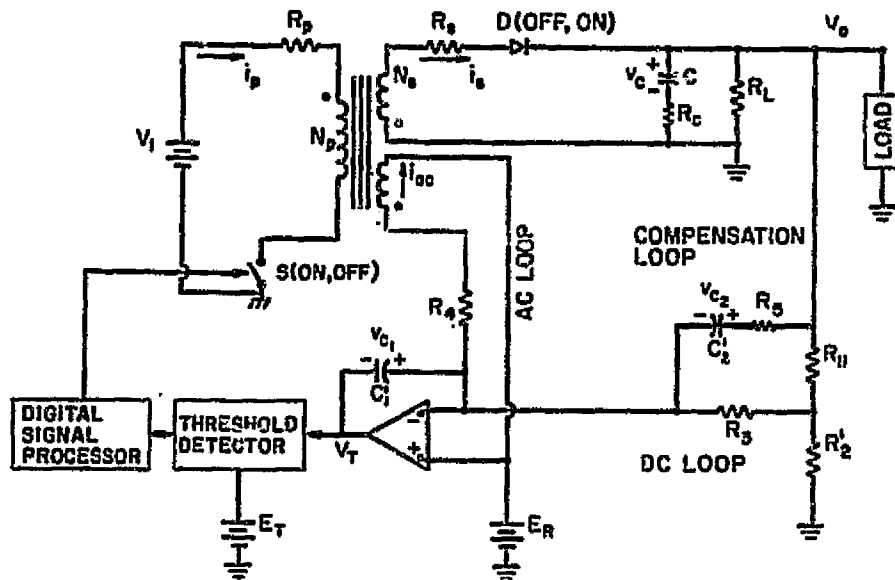 Rp
Rs
D(OFF, ON)
Vo
ip
Ns
is
vc
+
-
C
Rc
RL
LOAD
VI
Np
iac
S(ON,OFF)
AC LOOP
COMPENSATION
LOOP
R4
vC2
- +
R5
C'2
R11
vC1
- +
C'1
R3
R'2
DC LOOP
DIGITAL
SIGNAL
PROCESSOR
THRESHOLD
DETECTOR
VT
-
+
ET
ER